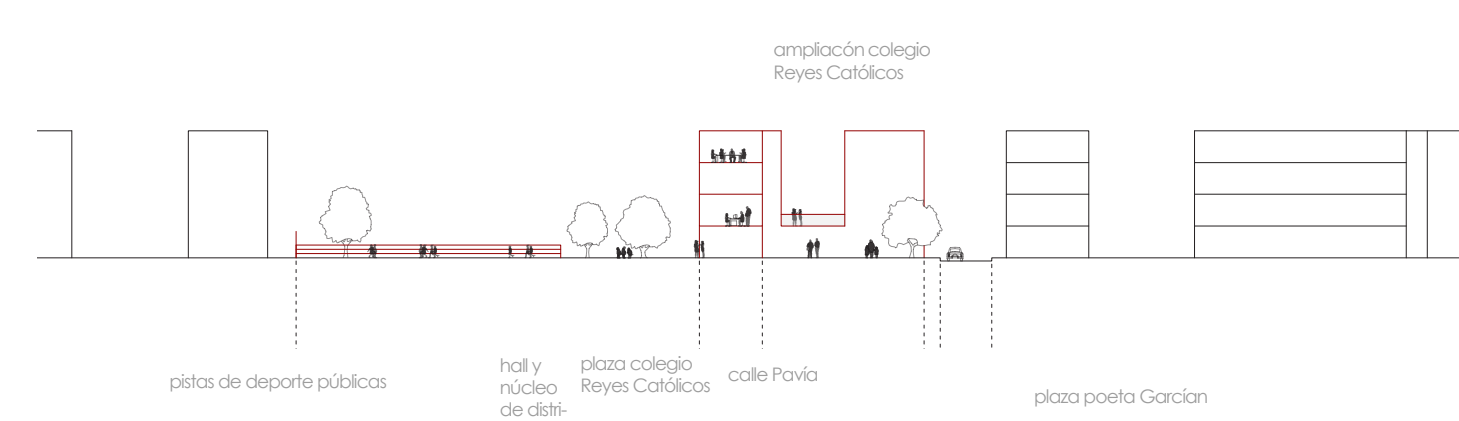 ampliacón colegio
Reyes Católicos
pistas de deporte públicas
hall y
núcleo
de distri-
plaza colegio
Reyes Católicos
calle Pavía
plaza poeta Garcían